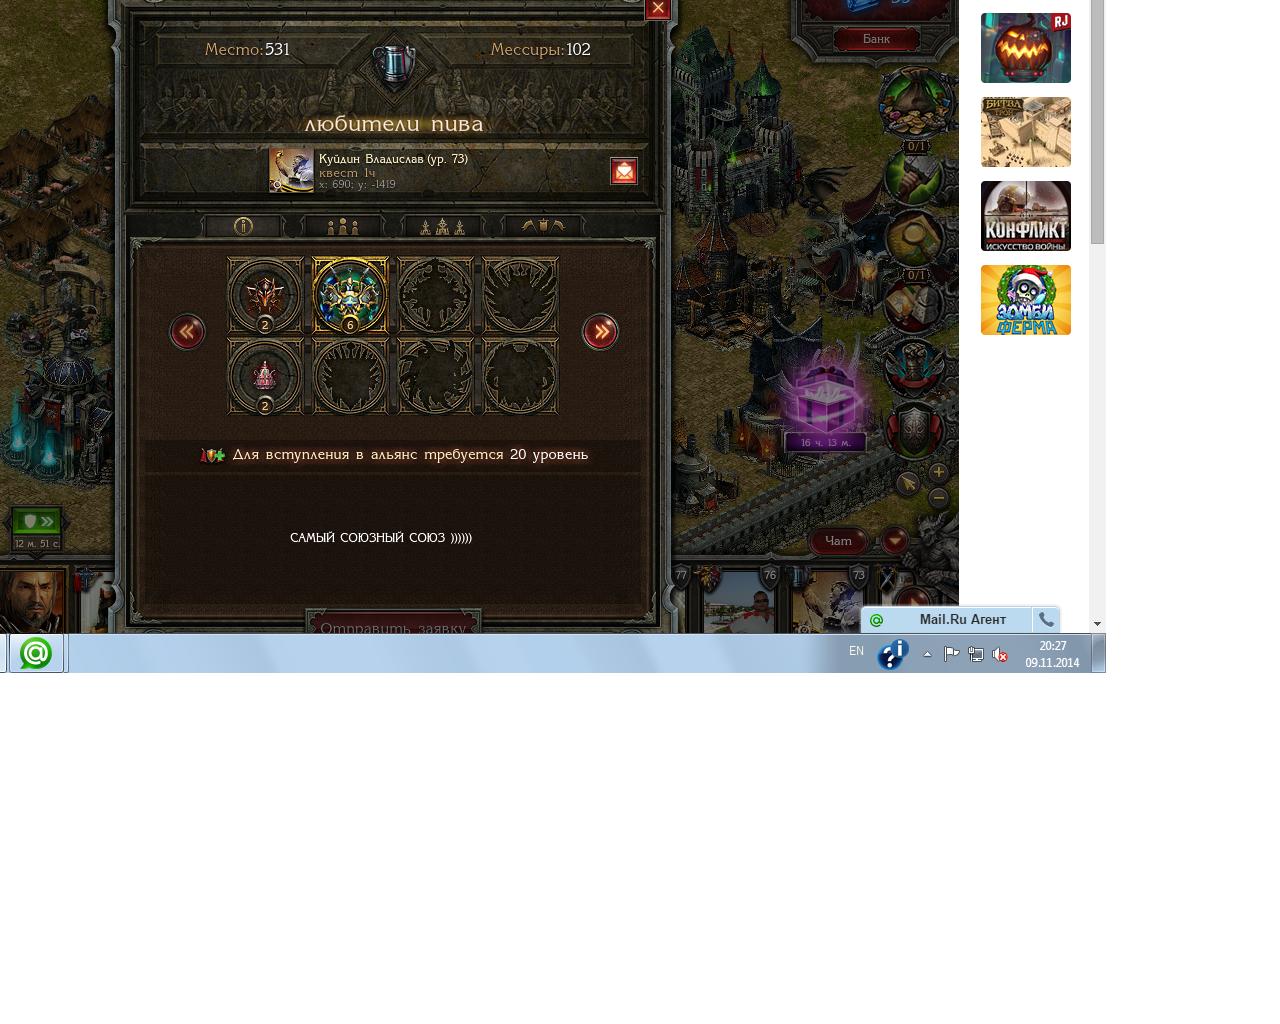 Место: 531
Мессиры: 102
любители пива
Куйдин Владислав (ур. 73)
квест 1ч
x: 690; y: -1419
2
6
2
Для вступления в альянс требуется 20 уровень
САМЫЙ СОЮЗНЫЙ СОЮЗ ))))))
Отправить заявку
Банк
0/1
0/1
16 ч. 13 м.
12 м. 51 с.
Чат
77
76
73
RJ
БИТВА
КОНФЛИКТ
ИСКУССТВО ВОЙНЫ
ЗОМБИ
ФЕРМА
Mail.Ru Агент
EN
20:27
09.11.2014